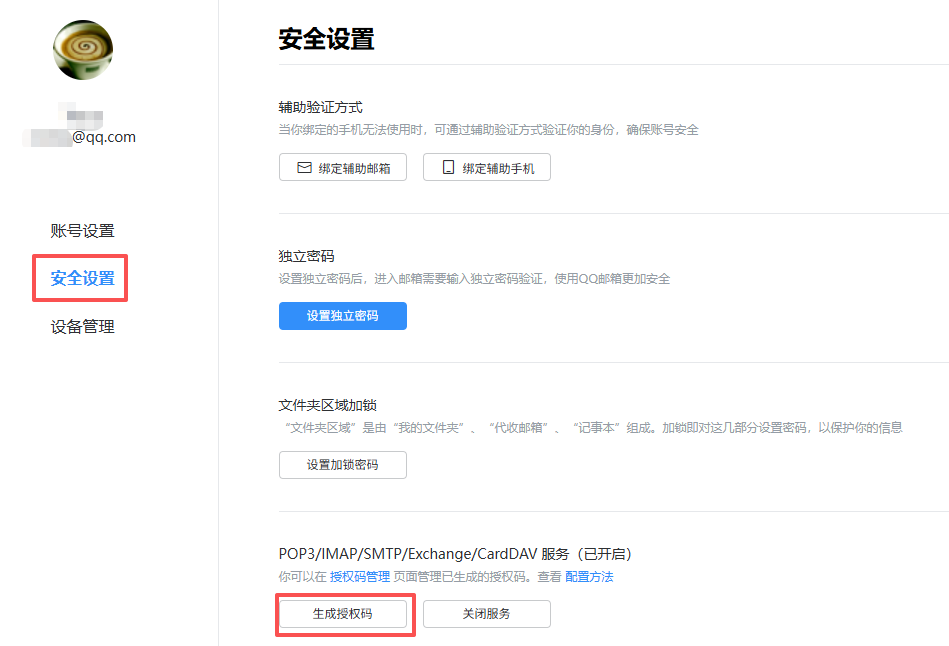 @qq.com
账号设置
安全设置
设备管理
安全设置
辅助验证方式
当你绑定的手机无法使用时，可通过辅助验证方式验证你的身份，确保账号安全
绑定辅助邮箱
绑定辅助手机
独立密码
设置独立密码后，进入邮箱需要输入独立密码验证，使用QQ邮箱更加安全
设置独立密码
文件夹区域加锁
“文件夹区域”是由“我的文件夹”、“代收邮箱”、“记事本”组成。加锁即对这几部分设置密码，以保护你的信息
设置加锁密码
POP3/IMAP/SMTP/Exchange/CardDAV 服务（已开启）
你可以在 授权码管理 页面管理已生成的授权码。查看 配置方法
生成授权码
关闭服务